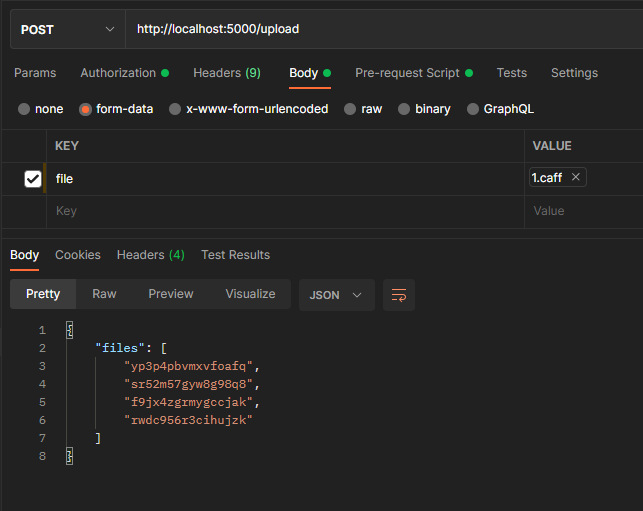 POST http://localhost:5000/upload
Params Authorization Headers (9) Body Pre-request Script Tests Settings
none form-data x-www-form-urlencoded raw binary GraphQL
KEY VALUE
file 1.caff
Key Value
Body Cookies Headers (4) Test Results
Pretty Raw Preview Visualize JSON
1 {
2 "files": [
3 "yp3p4pbvmxvfoafq",
4 "sr52m57gyw8g98q8",
5 "f9jx4zgrmygccjak",
6 "rwdc956r3cihujzk"
7 ]
8 }